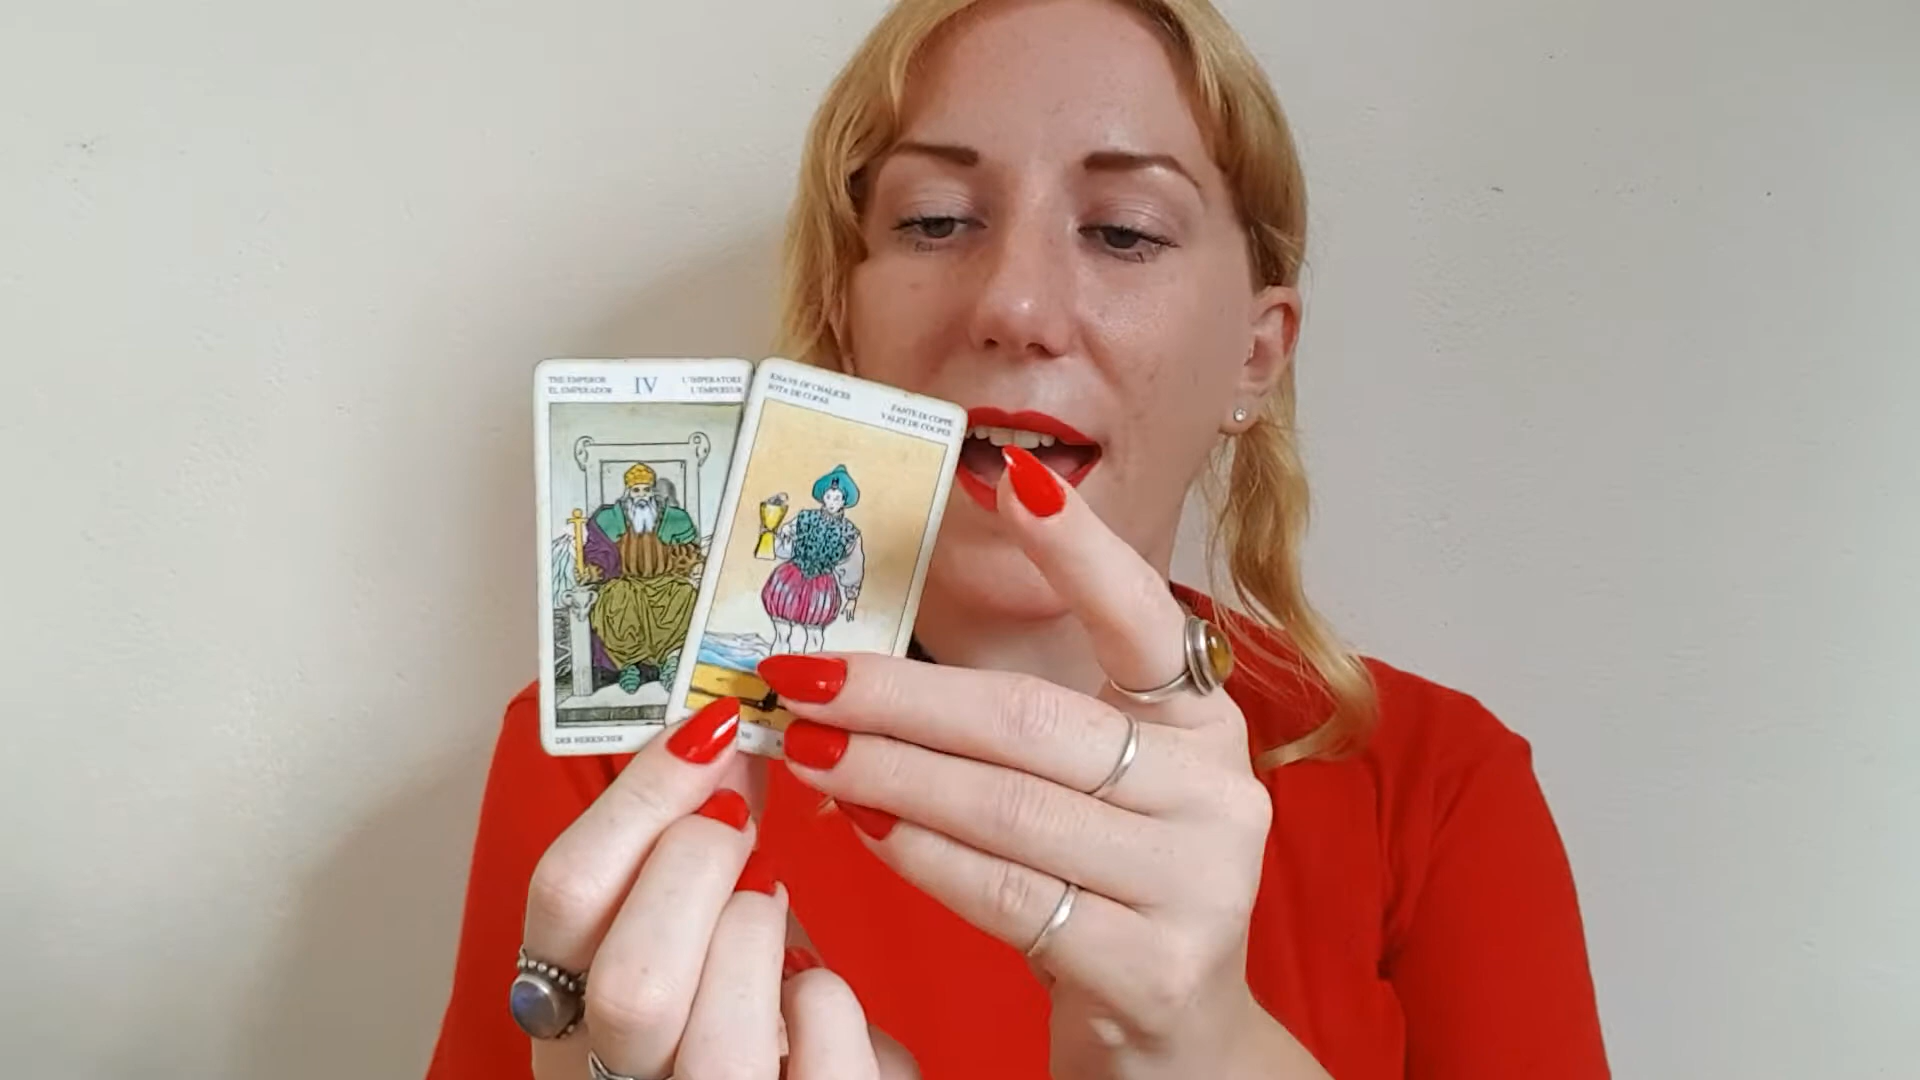 THE EMPEROR
EL EMPERADOR
IV
L'IMPERATORE
L'EMPEREUR
DER HERRSCHER
KNAVE OF CHALICES
SOTA DE COPAS
FANTE DI COPPE
VALET DE COUPES